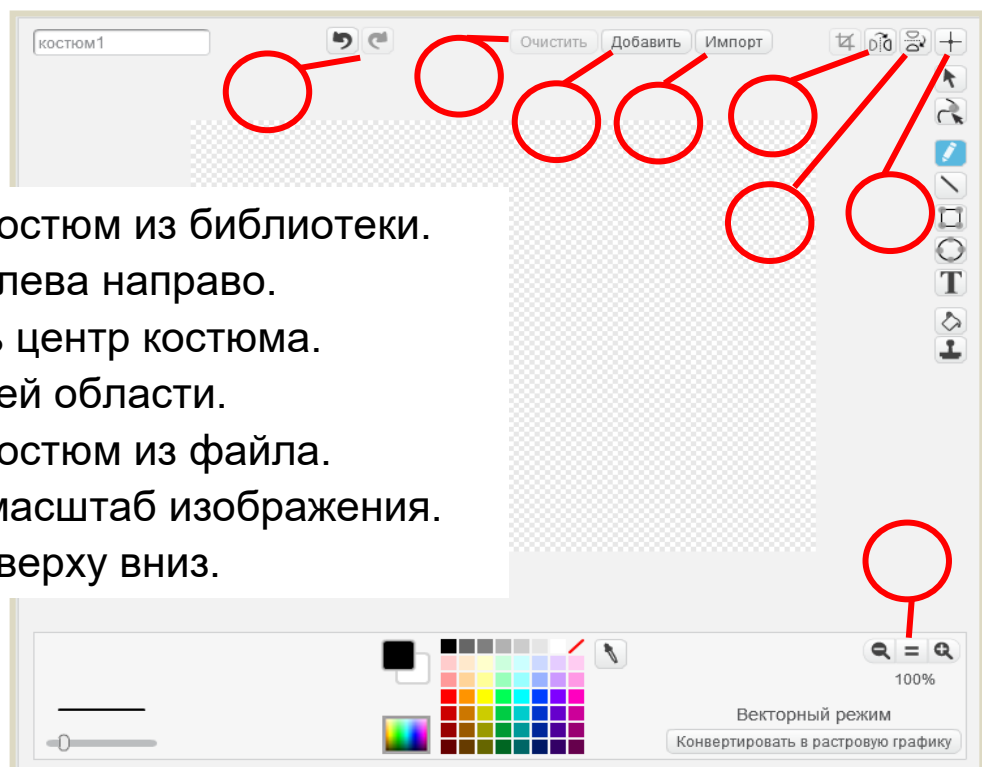 костюм1
Очистить Добавить Импорт
остюм из библиотеки.
лева направо.
центр костюма.
ей области.
остюм из файла.
масштаб изображения.
верху вниз.
T
100%
Векторный режим
Конвертировать в растровую графику